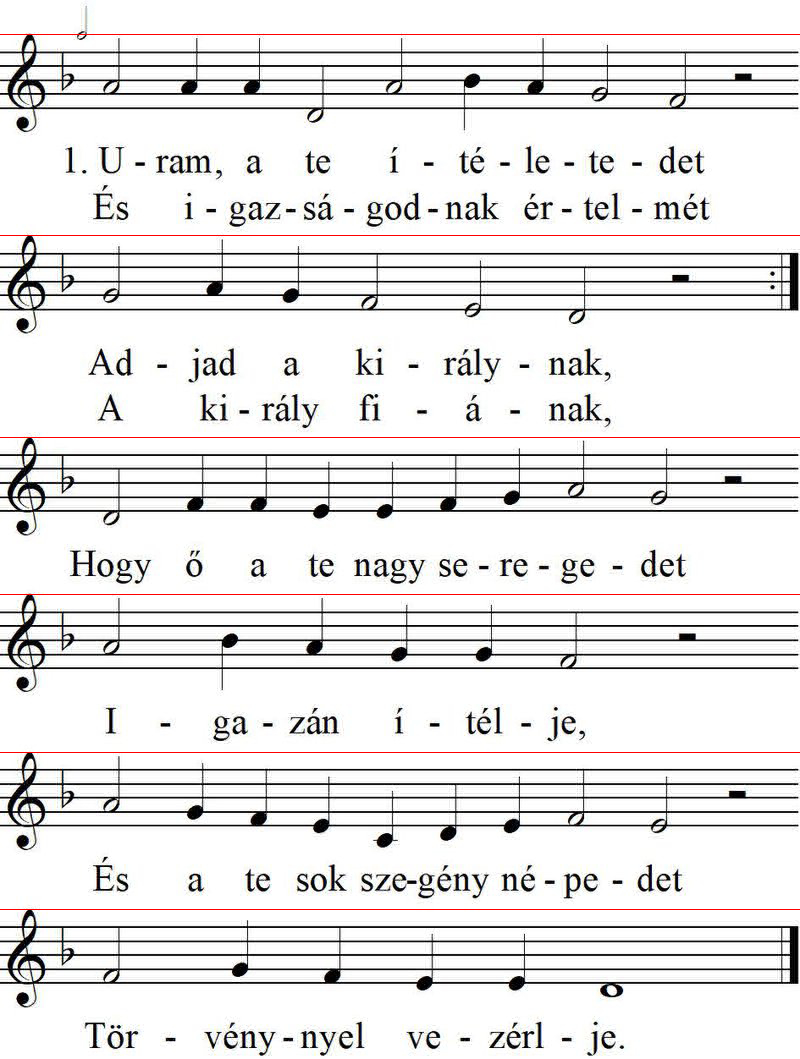 1. U - ram, a te í - té - le - te - det
És i - gaz - sá - god - nak ér - tel - mét
Ad - jad a ki - rály - nak,
A ki - rály fi - á - nak,
Hogy ő a te nagy se - re - ge - det
I - ga - zán í - tél - je,
És a te sok sze-gény né - pe - det
Tör - vény - nyel ve - zérl - je.